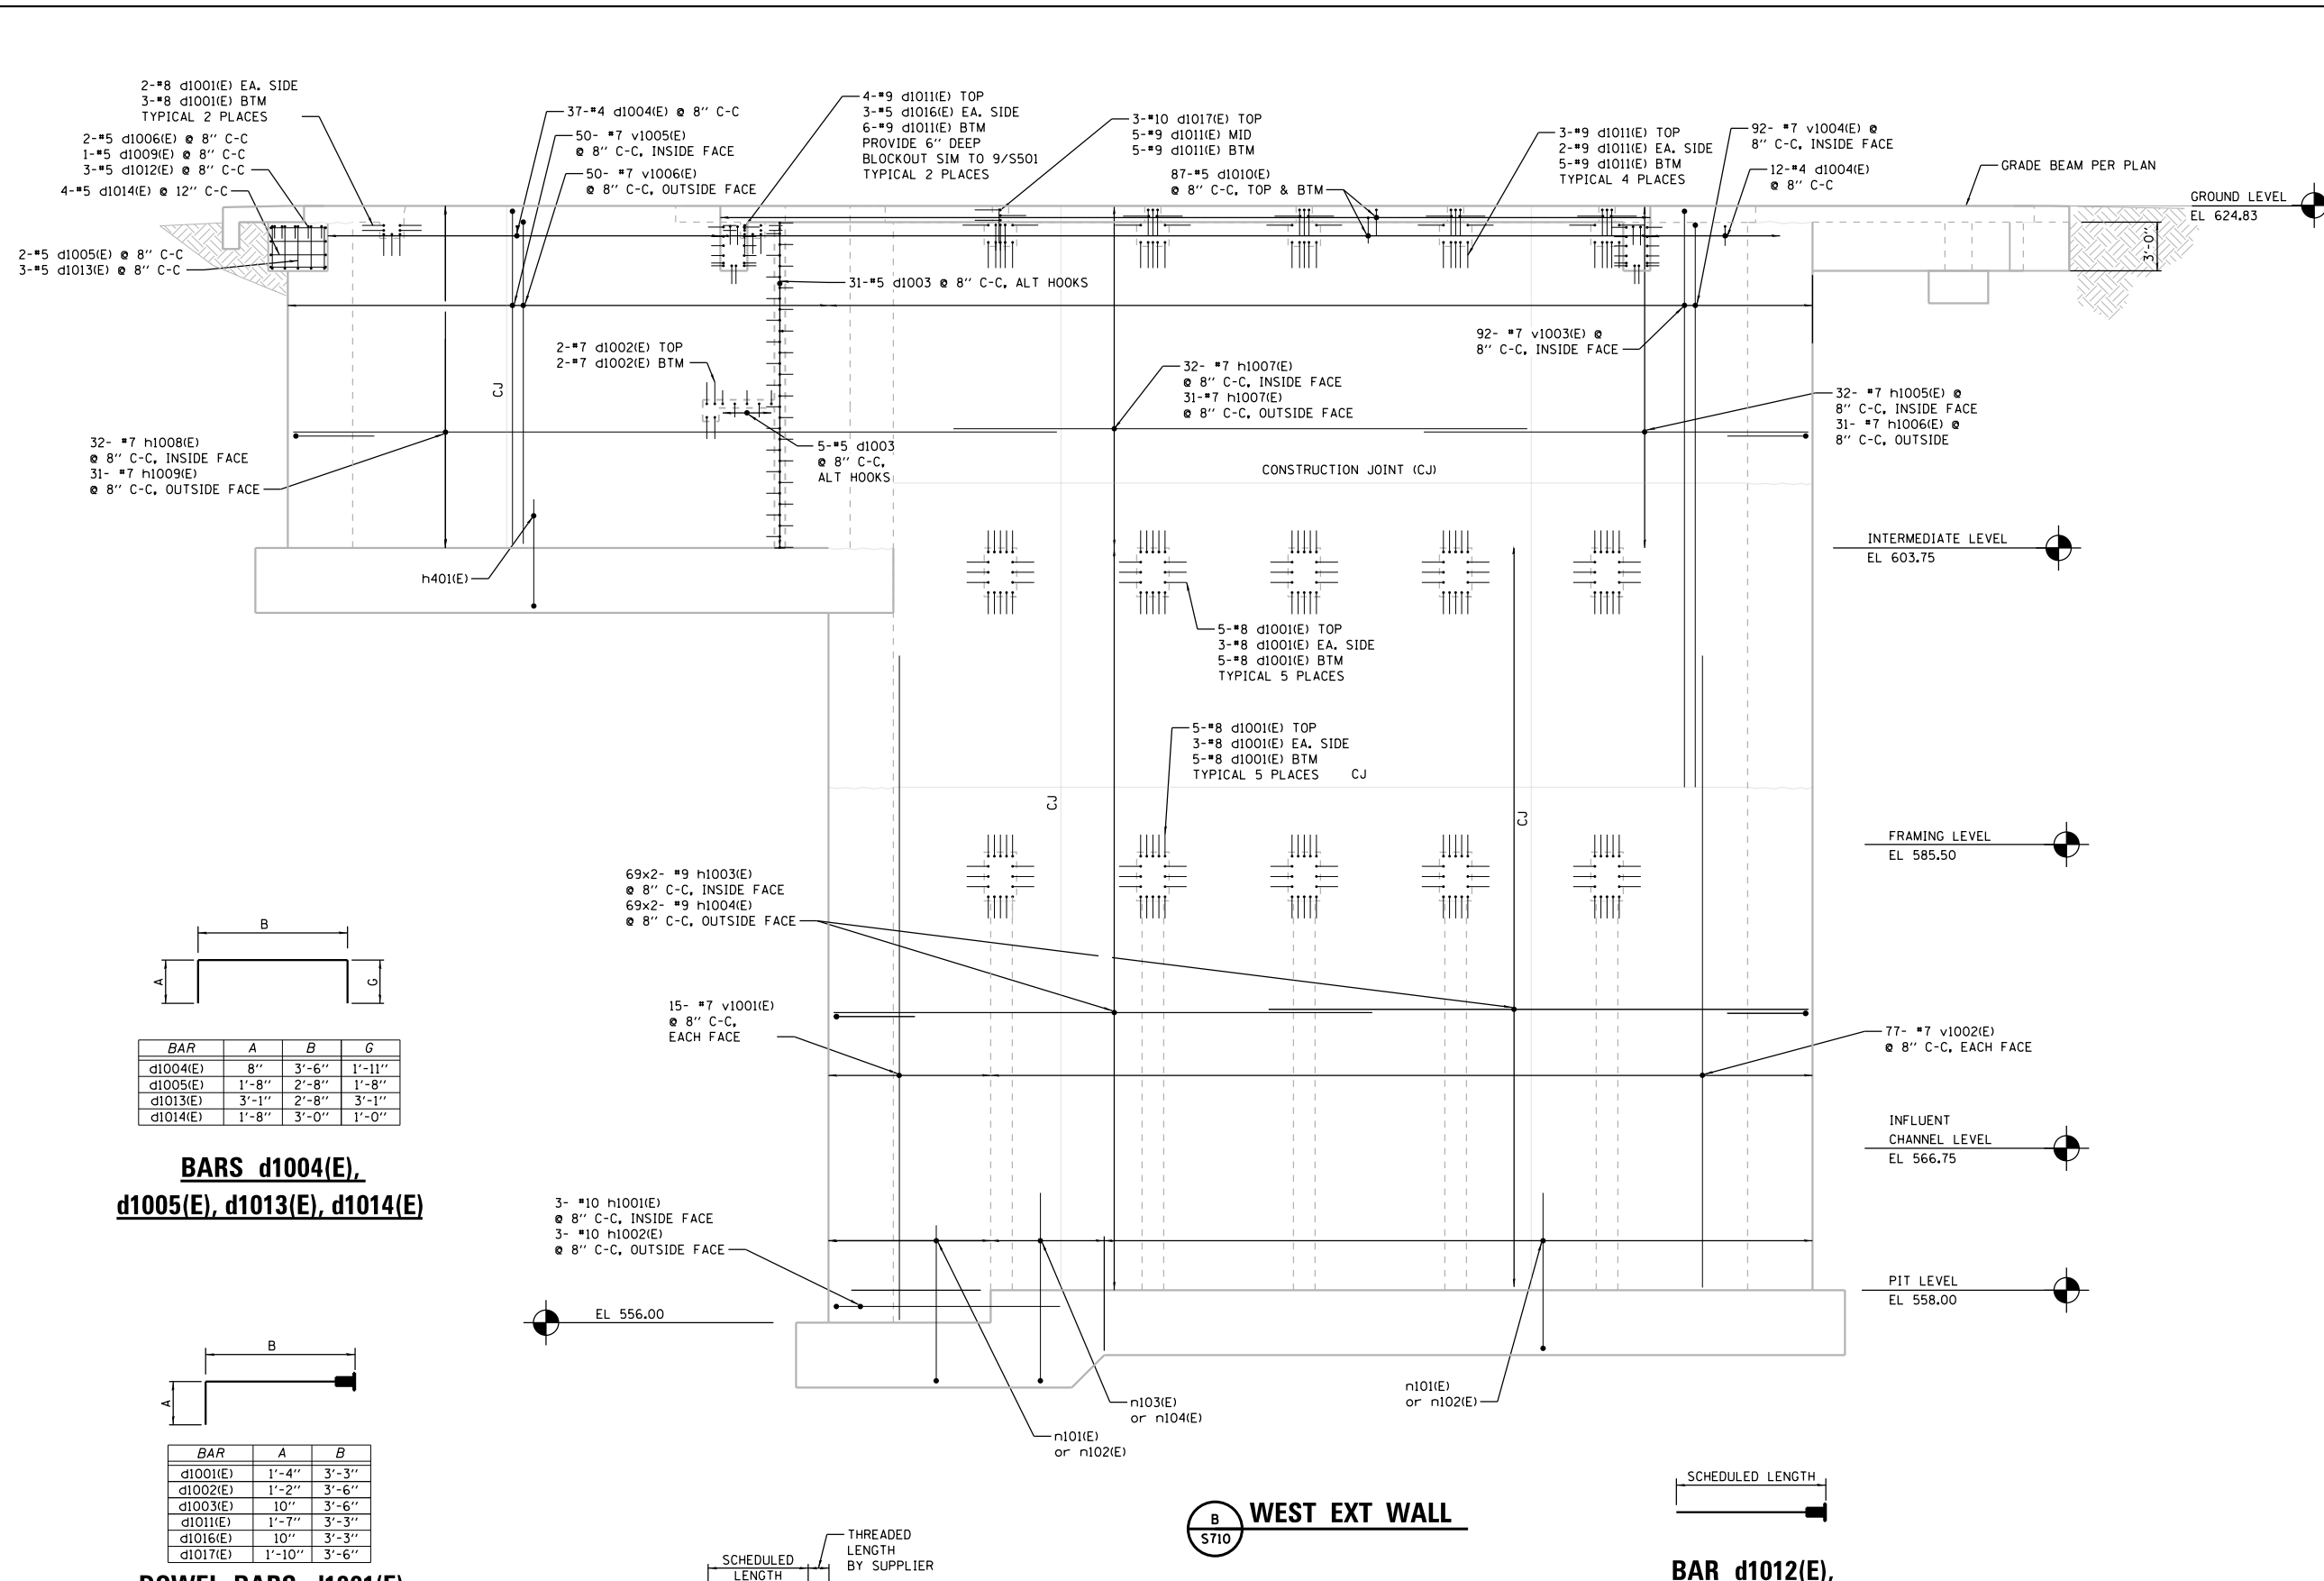 2-#8 d1001(E) EA. SIDE
3-#8 d1001(E) BTM
TYPICAL 2 PLACES
2-#5 d1006(E) @ 8'' C-C
1-#5 d1009(E) @ 8'' C-C
3-#5 d1012(E) @ 8'' C-C
4-#5 d1014(E) @ 12'' C-C
2-#5 d1005(E) @ 8'' C-C
3-#5 d1013(E) @ 8'' C-C
37-#4 d1004(E) @ 8'' C-C
50- #7 v1005(E)
@ 8'' C-C, INSIDE FACE
50- #7 v1006(E)
@ 8'' C-C, OUTSIDE FACE
4-#9 d1011(E) TOP
3-#5 d1016(E) EA. SIDE
6-#9 d1011(E) BTM
PROVIDE 6'' DEEP
BLOCKOUT SIM TO 9/S501
TYPICAL 2 PLACES
3-#10 d1017(E) TOP
5-#9 d1011(E) MID
5-#9 d1011(E) BTM
87-#5 d1010(E)
@ 8'' C-C, TOP & BTM
3-#9 d1011(E) TOP
2-#9 d1011(E) EA. SIDE
5-#9 d1011(E) BTM
TYPICAL 4 PLACES
92- #7 v1004(E) @
8'' C-C, INSIDE FACE
12-#4 d1004(E)
@ 8'' C-C
GRADE BEAM PER PLAN
GROUND LEVEL
EL 624.83
3'-0''
31-#5 d1003 @ 8'' C-C, ALT HOOKS
2-#7 d1002(E) TOP
2-#7 d1002(E) BTM
CJ
92- #7 v1003(E) @
8'' C-C, INSIDE FACE
32- #7 h1007(E)
@ 8'' C-C, INSIDE FACE
31-#7 h1007(E)
@ 8'' C-C, OUTSIDE FACE
32- #7 h1005(E) @
8'' C-C, INSIDE FACE
31- #7 h1006(E) @
8'' C-C, OUTSIDE
32- #7 h1008(E)
@ 8'' C-C, INSIDE FACE
31- #7 h1009(E)
@ 8'' C-C, OUTSIDE FACE
5-#5 d1003
@ 8'' C-C,
ALT HOOKS
CONSTRUCTION JOINT (CJ)
INTERMEDIATE LEVEL
EL 603.75
h401(E)
5-#8 d1001(E) TOP
3-#8 d1001(E) EA. SIDE
5-#8 d1001(E) BTM
TYPICAL 5 PLACES
5-#8 d1001(E) TOP
3-#8 d1001(E) EA. SIDE
5-#8 d1001(E) BTM
TYPICAL 5 PLACES CJ
CJ
CJ
FRAMING LEVEL
EL 585.50
69x2- #9 h1003(E)
@ 8'' C-C, INSIDE FACE
69x2- #9 h1004(E)
@ 8'' C-C, OUTSIDE FACE
15- #7 v1001(E)
@ 8'' C-C,
EACH FACE
77- #7 v1002(E)
@ 8'' C-C, EACH FACE
INFLUENT
CHANNEL LEVEL
EL 566.75
3- #10 h1001(E)
@ 8'' C-C, INSIDE FACE
3- #10 h1002(E)
@ 8'' C-C, OUTSIDE FACE
PIT LEVEL
EL 558.00
EL 556.00
n103(E)
or n104(E)
n101(E)
or n102(E)
n101(E)
or n102(E)
B
A
G
BAR A B G
d1004(E) 8'' 3'-6'' 1'-11''
d1005(E) 1'-8'' 2'-8'' 1'-8''
d1013(E) 3'-1'' 2'-8'' 3'-1''
d1014(E) 1'-8'' 3'-0'' 1'-0''
BARS d1004(E),
d1005(E), d1013(E), d1014(E)
B
A
BAR A B
d1001(E) 1'-4'' 3'-3''
d1002(E) 1'-2'' 3'-6''
d1003(E) 10'' 3'-6''
d1011(E) 1'-7'' 3'-3''
d1016(E) 10'' 3'-3''
d1017(E) 1'-10'' 3'-6''
DOWEL BARS d1001(E)
THREADED
LENGTH
BY SUPPLIER
SCHEDULED
LENGTH
B
S710
WEST EXT WALL
SCHEDULED LENGTH
BAR d1012(E),